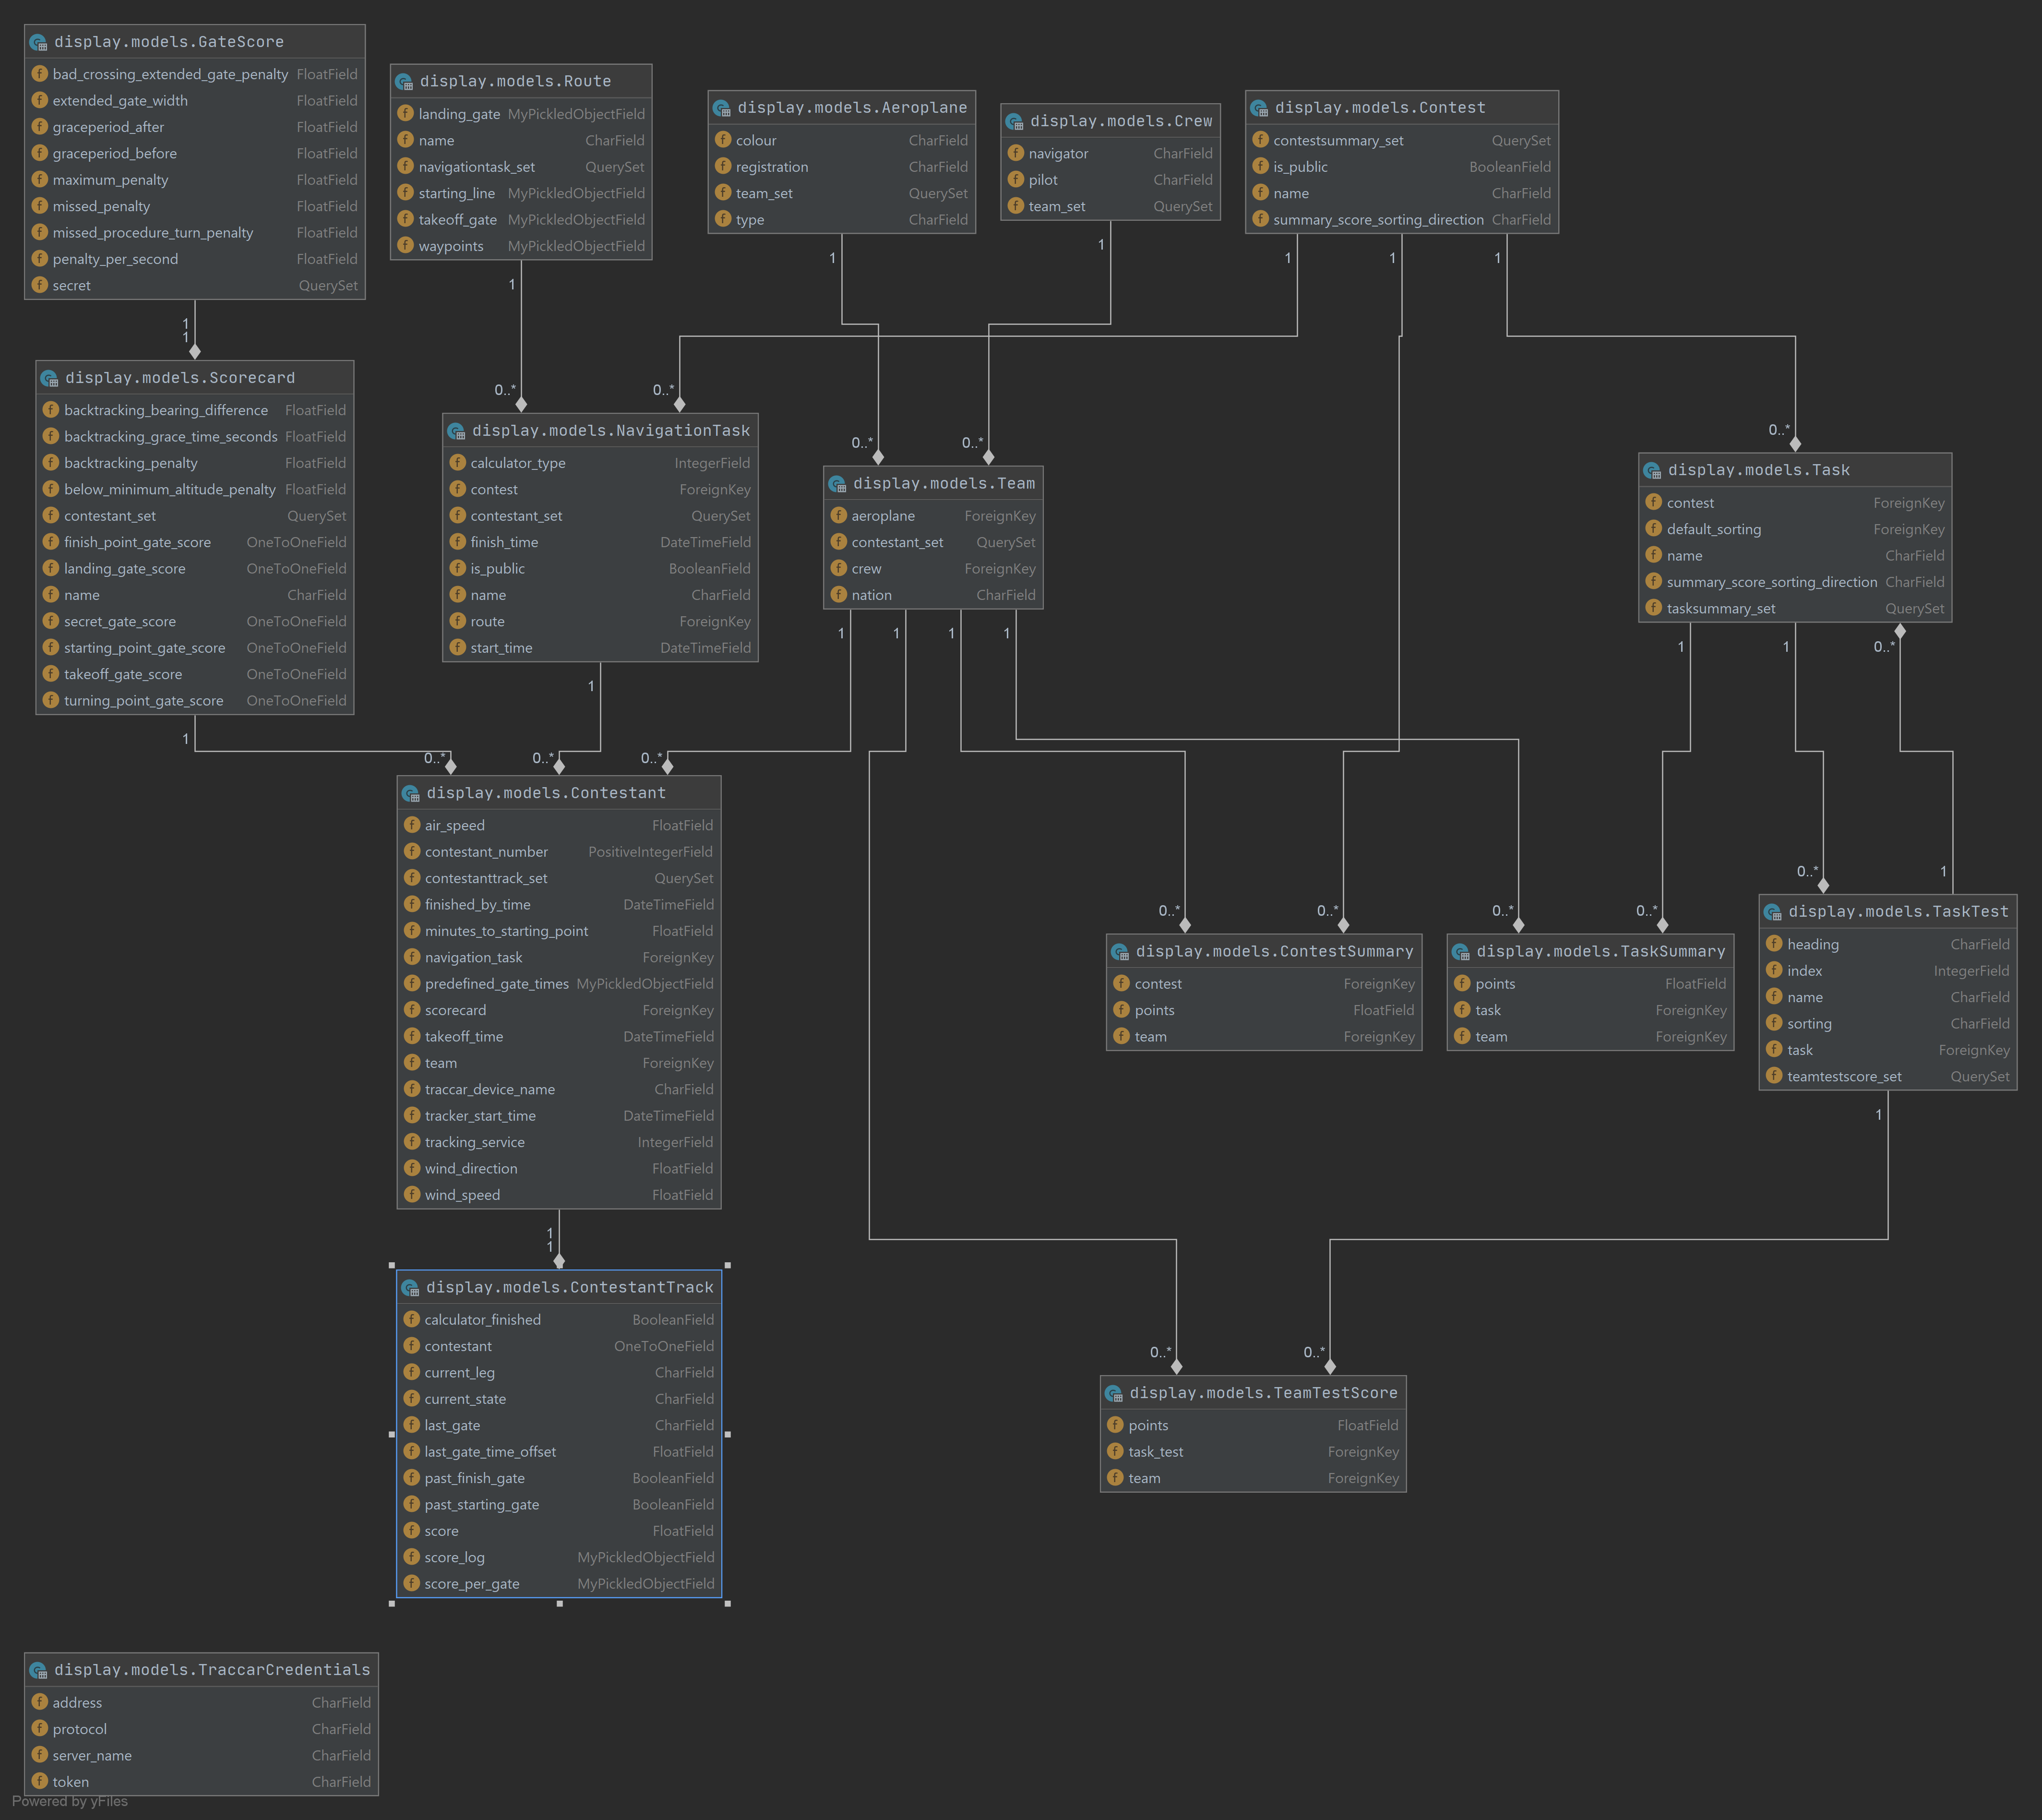 display.models.GateScore
bad_crossing_extended_gate_penalty FloatField
extended_gate_width FloatField
graceperiod_after FloatField
graceperiod_before FloatField
maximum_penalty FloatField
missed_penalty FloatField
missed_procedure_turn_penalty FloatField
penalty_per_second FloatField
secret QuerySet
display.models.Route
landing_gate MyPickledObjectField
name CharField
navigationtask_set QuerySet
starting_line MyPickledObjectField
takeoff_gate MyPickledObjectField
waypoints MyPickledObjectField
display.models.Aeroplane
colour CharField
registration CharField
team_set QuerySet
type CharField
display.models.Crew
navigator CharField
pilot CharField
team_set QuerySet
display.models.Contest
contestsummary_set QuerySet
is_public BooleanField
name CharField
summary_score_sorting_direction CharField
1
1
1
1
1
1
1
1
1
0..*
0..*
0..*
0..*
0..*
display.models.Scorecard
backtracking_bearing_difference FloatField
backtracking_grace_time_seconds FloatField
backtracking_penalty FloatField
below_minimum_altitude_penalty FloatField
contestant_set QuerySet
finish_point_gate_score OneToOneField
landing_gate_score OneToOneField
name CharField
secret_gate_score OneToOneField
starting_point_gate_score OneToOneField
takeoff_gate_score OneToOneField
turning_point_gate_score OneToOneField
display.models.NavigationTask
calculator_type IntegerField
contest ForeignKey
contestant_set QuerySet
finish_time DateTimeField
is_public BooleanField
name CharField
route ForeignKey
start_time DateTimeField
display.models.Team
aeroplane ForeignKey
contestant_set QuerySet
crew ForeignKey
nation CharField
display.models.Task
contest ForeignKey
default_sorting ForeignKey
name CharField
summary_score_sorting_direction CharField
tasksummary_set QuerySet
1
1
1
1
1
1
1
1
0..*
0..*
0..*
0..*
display.models.Contestant
air_speed FloatField
contestant_number PositiveIntegerField
contestanttrack_set QuerySet
finished_by_time DateTimeField
minutes_to_starting_point FloatField
navigation_task ForeignKey
predefined_gate_times MyPickledObjectField
scorecard ForeignKey
takeoff_time DateTimeField
team ForeignKey
traccar_device_name CharField
tracker_start_time DateTimeField
tracking_service IntegerField
wind_direction FloatField
wind_speed FloatField
0..*
0..*
0..*
0..*
0..*
1
display.models.ContestSummary
contest ForeignKey
points FloatField
team ForeignKey
display.models.TaskSummary
points FloatField
task ForeignKey
team ForeignKey
display.models.TaskTest
heading CharField
index IntegerField
name CharField
sorting CharField
task ForeignKey
teamtestscore_set QuerySet
1
1
1
0..*
0..*
display.models.ContestantTrack
calculator_finished BooleanField
contestant OneToOneField
current_leg CharField
current_state CharField
last_gate CharField
last_gate_time_offset FloatField
past_finish_gate BooleanField
past_starting_gate BooleanField
score FloatField
score_log MyPickledObjectField
score_per_gate MyPickledObjectField
display.models.TeamTestScore
points FloatField
task_test ForeignKey
team ForeignKey
display.models.TraccarCredentials
address CharField
protocol CharField
server_name CharField
token CharField
Powered by yFiles